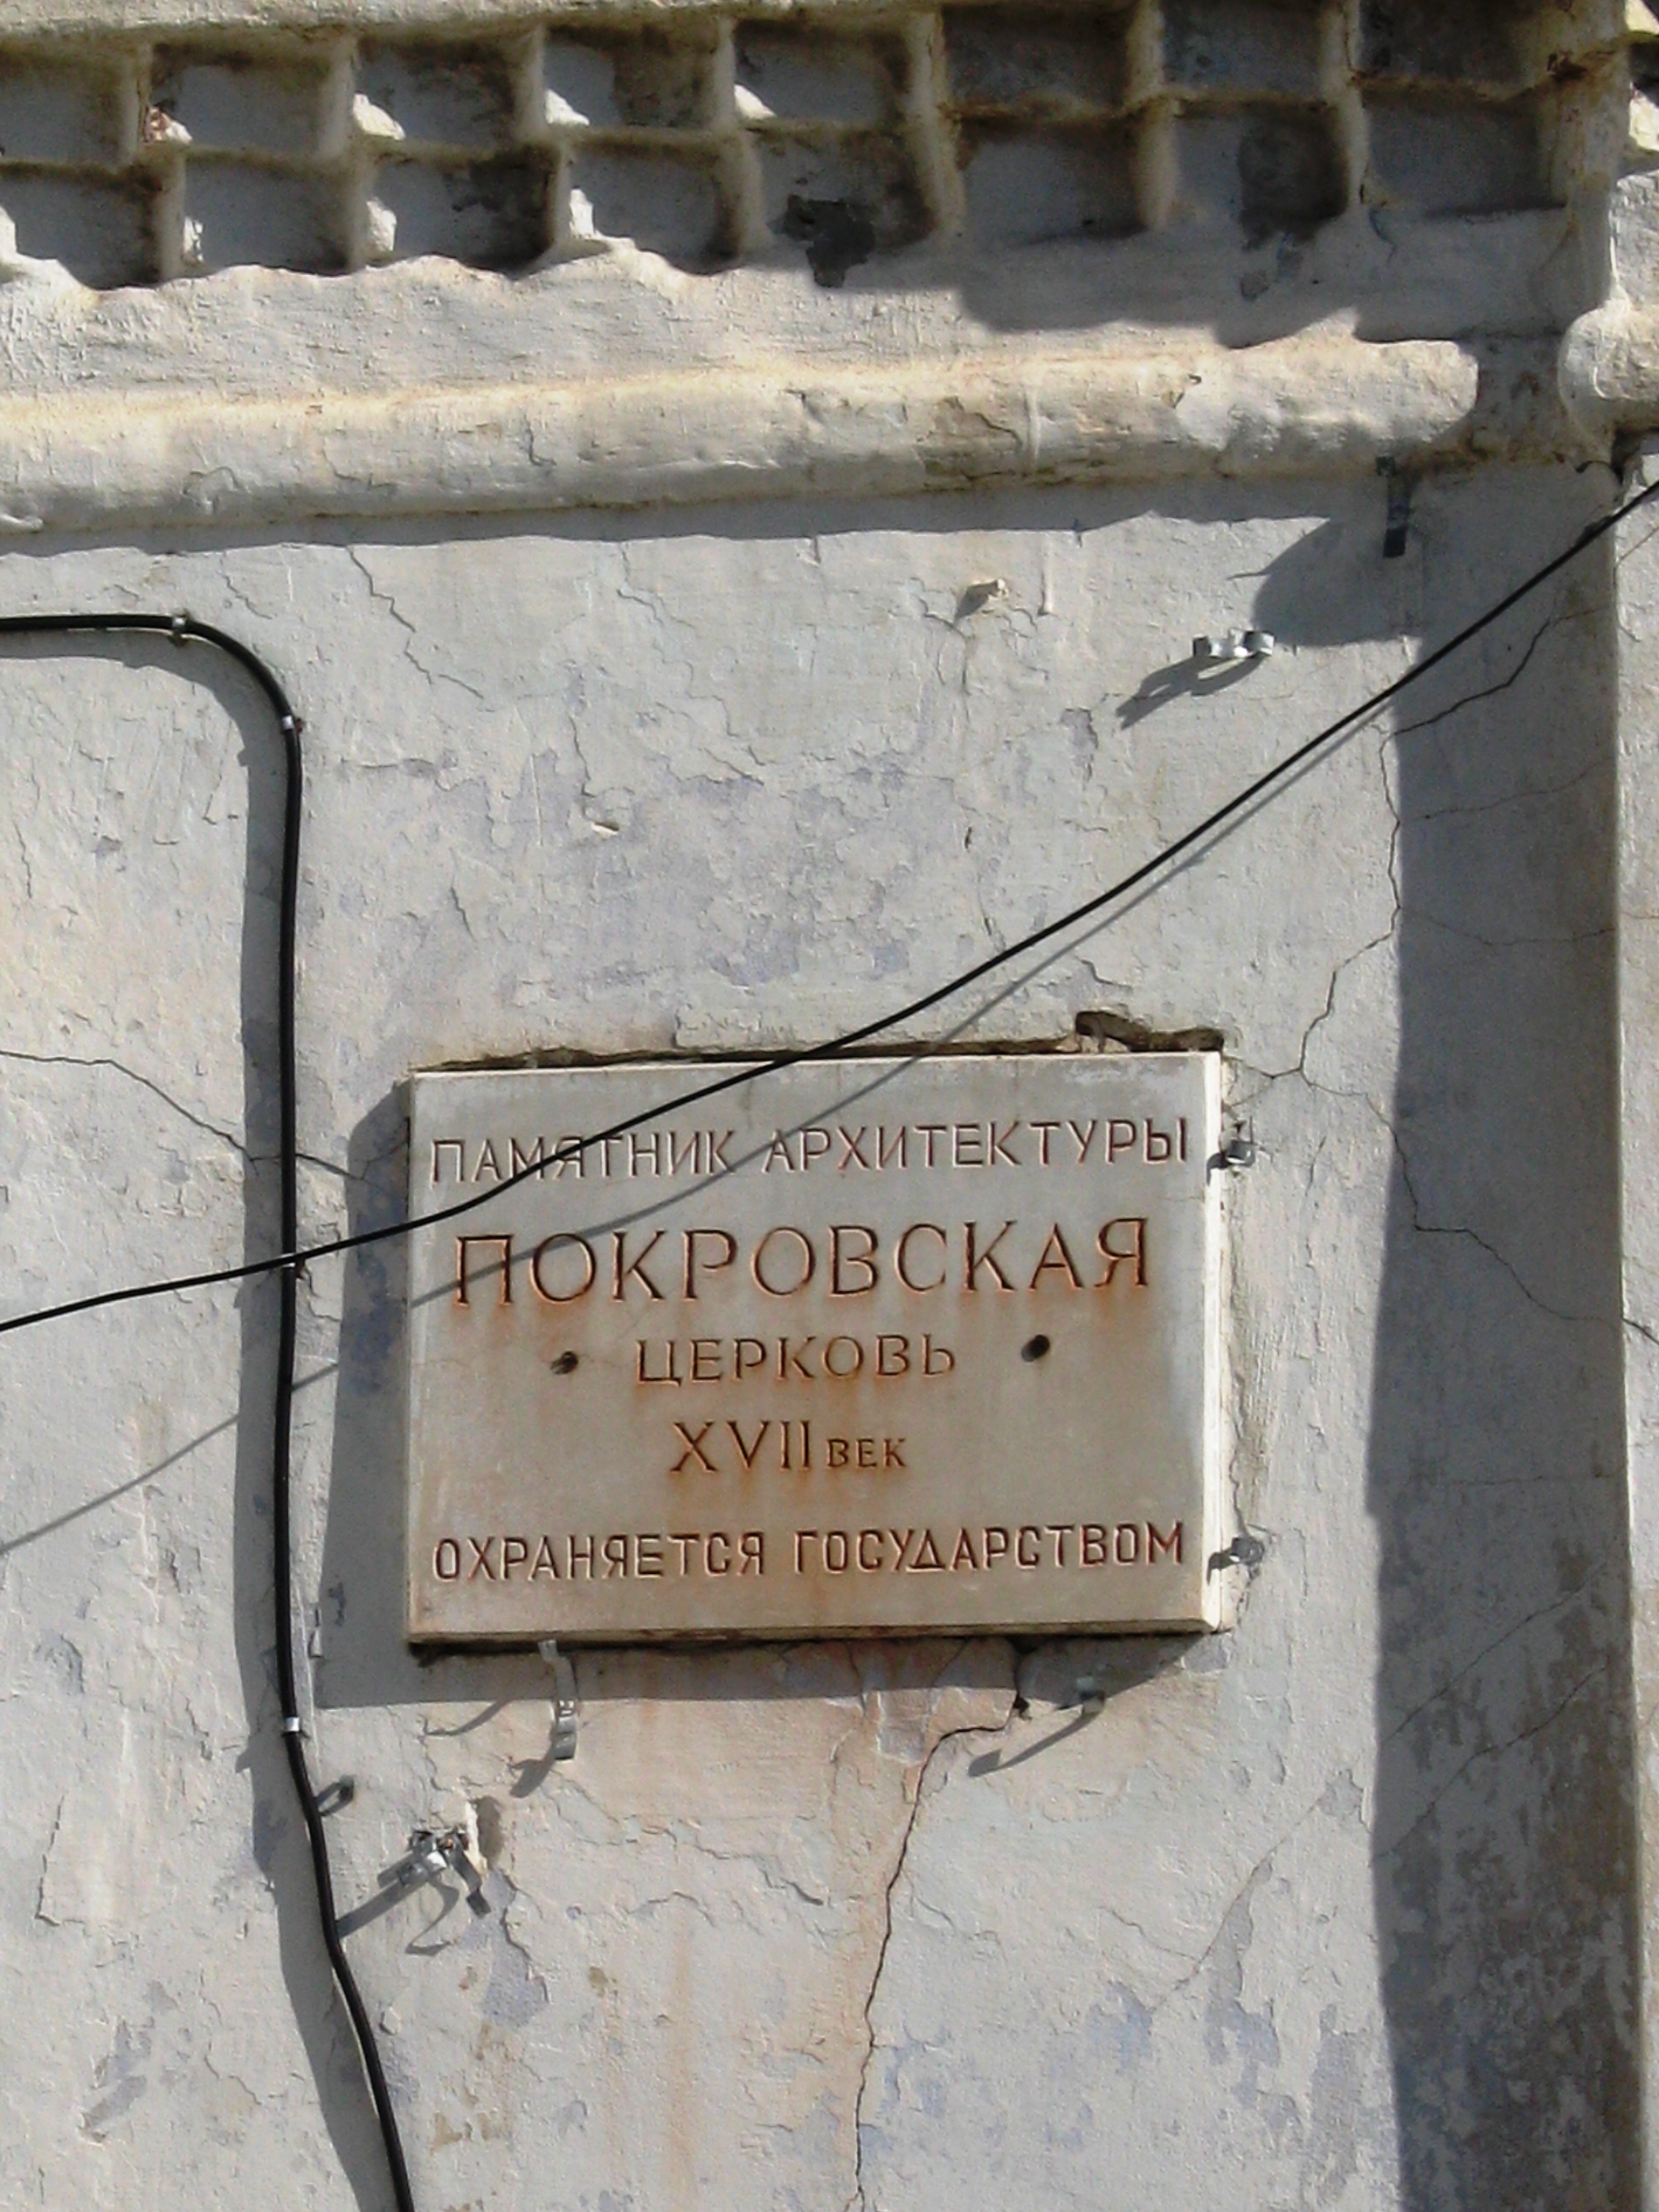 ПАМЯТНИК АРХИТЕКТУРЫ
ПОКРОВСКАЯ
ЦЕРКОВЬ
XVII ВЕК
ОХРАНЯЕТСЯ ГОСУДАРСТВОМ